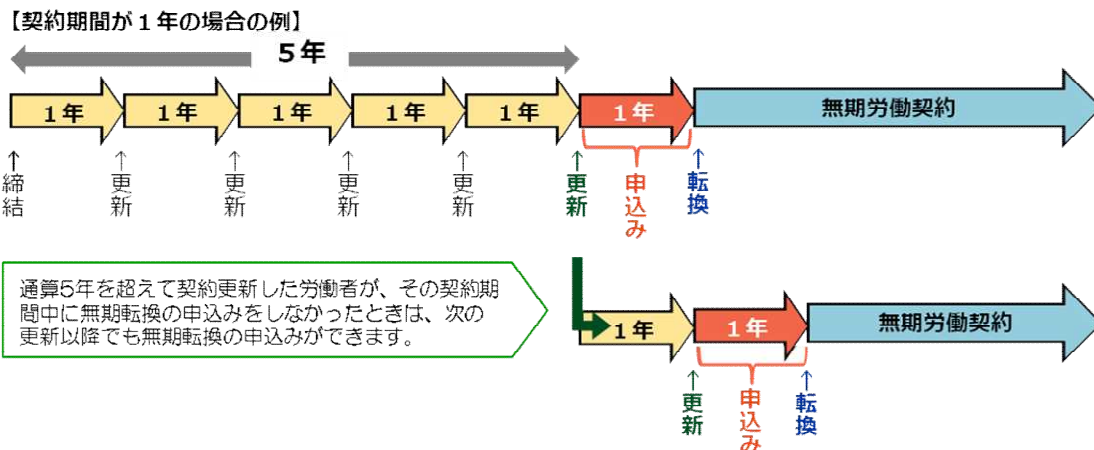 【契約期間が１年の場合の例】
５年
１年 １年 １年 １年 １年 １年 無期労働契約
↑締結 ↑更新 ↑更新 ↑更新 ↑更新 ↑更新 申込み ↑転換
通算5年を超えて契約更新した労働者が、その契約期
間中に無期転換の申込みをしなかったときは、次の
更新以降でも無期転換の申込みができます。
１年 １年 無期労働契約
↑更新 申込み ↑転換